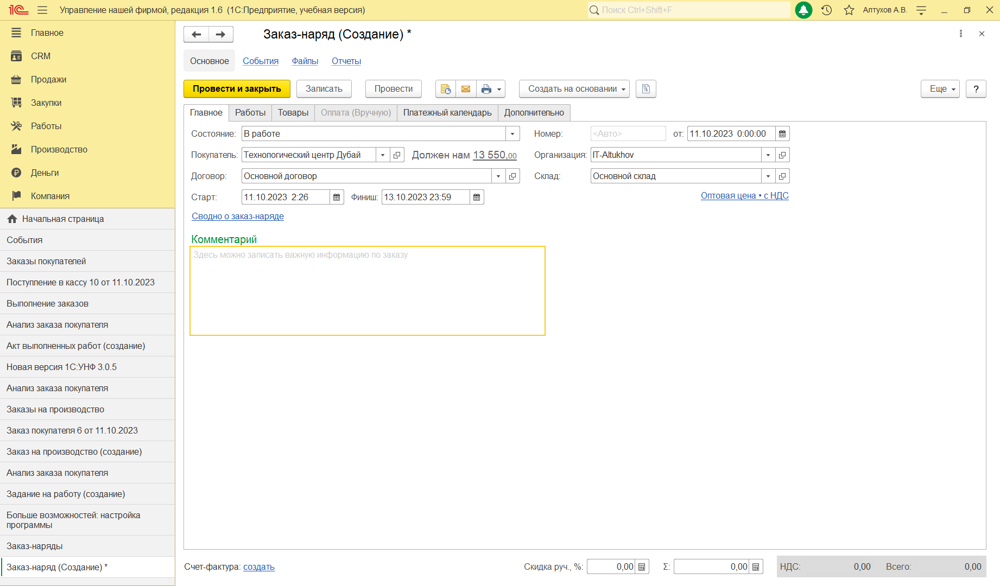 1С Управление нашей фирмой, редакция 1.6 (1С:Предприятие, учебная версия) Поиск Ctrl+Shift+F Алтухов А.В.
Главное
CRM
Продажи
Закупки
Работы
Производство
Деньги
Компания
Начальная страница
События
Заказы покупателей
Поступление в кассу 10 от 11.10.2023
Выполнение заказов
Анализ заказа покупателя
Акт выполненных работ (создание)
Новая версия 1С:УНФ 3.0.5
Анализ заказа покупателя
Заказы на производство
Заказ покупателя 6 от 11.10.2023
Заказ на производство (создание)
Анализ заказа покупателя
Задание на работу (создание)
Больше возможностей: настройка
программы
Заказ-наряды
Заказ-наряд (Создание) *
Заказ-наряд (Создание) *
Основное События Файлы Отчеты
Провести и закрыть Записать Провести Создать на основании Еще ?
Главное Работы Товары Оплата (Вручную) Платежный календарь Дополнительно
Состояние: В работе Номер: <Авто> от: 11.10.2023 0:00:00
Покупатель: Технологический центр Дубай Должен нам 13 550,00 Организация: IT-Altukhov
Договор: Основной договор Склад: Основной склад
Старт: 11.10.2023 2:26 Финиш: 13.10.2023 23:59 Оптовая цена • с НДС
Сводно о заказ-наряде
Комментарий
Здесь можно записать важную информацию по заказу
Счет-фактура: создать Скидка руч., %: 0,00 Σ: 0,00 НДС: 0,00 Всего: 0,00